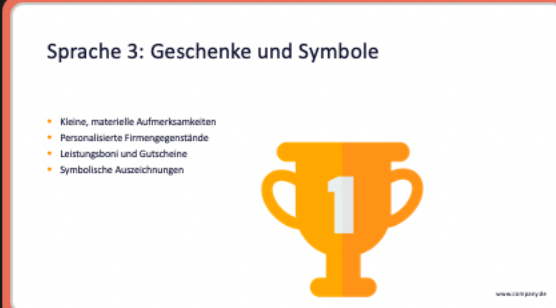 Sprache 3: Geschenke und Symbole
Kleine, materielle Aufmerksamkeiten
Personalisierte Firmengegenstände
Leistungsboni und Gutscheine
Symbolische Auszeichnungen
1
www.company.de